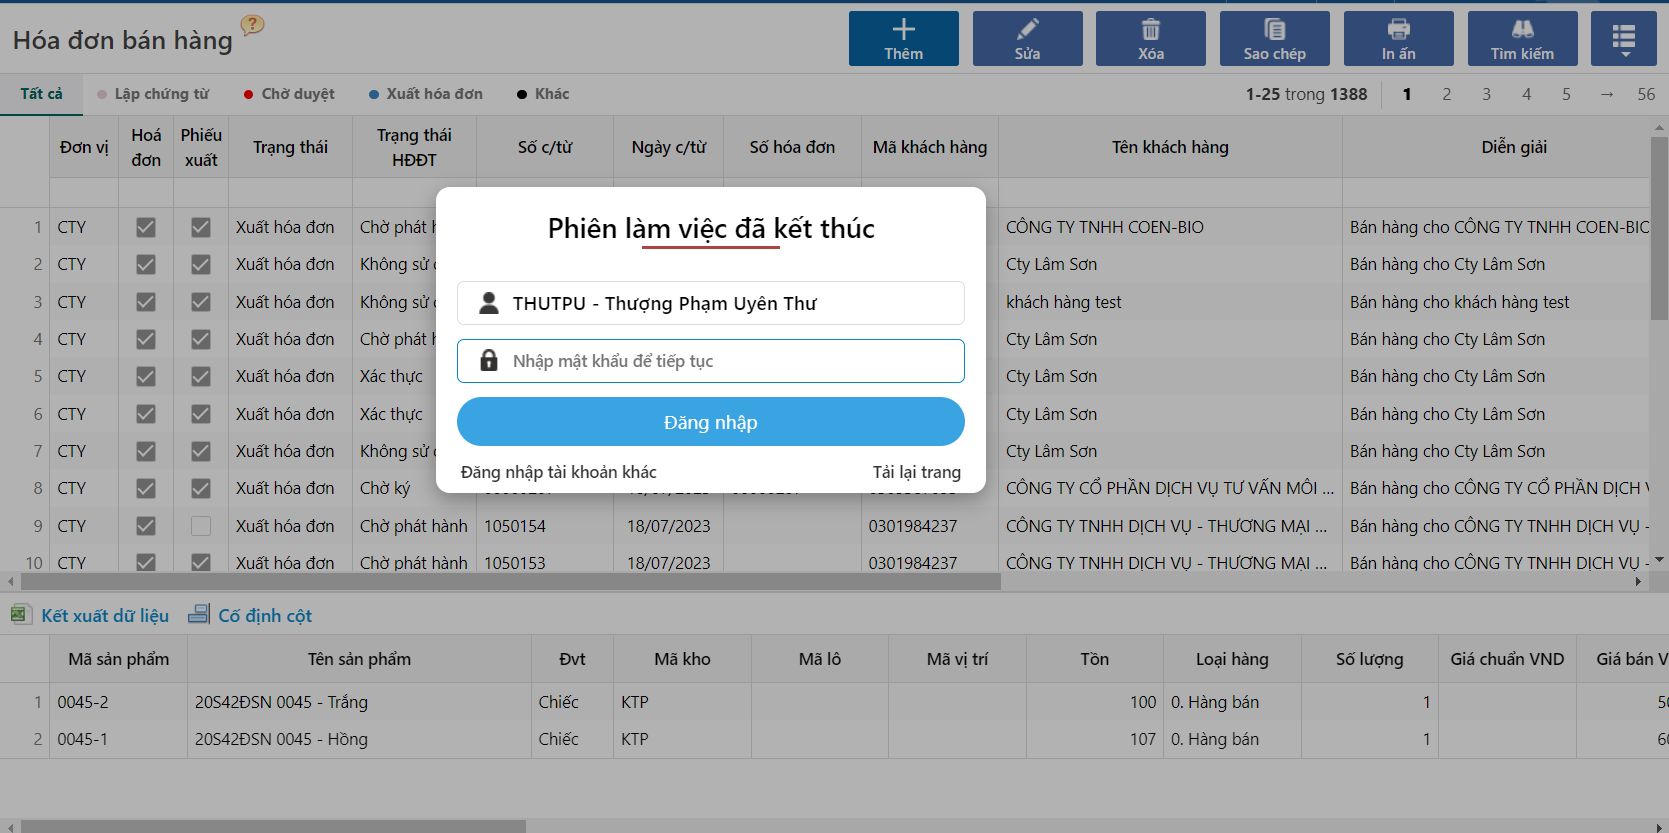 Hóa đơn bán hàng ?
Thêm Sửa Xóa Sao chép In ấn Tìm kiếm
Tất cả Lập chứng từ Chờ duyệt Xuất hóa đơn Khác 1-25 trong 1388 1 2 3 4 5 → 56
Đơn vị Hoá đơn Phiếu xuất Trạng thái Trạng thái HĐĐT Số c/từ Ngày c/từ Số hóa đơn Mã khách hàng Tên khách hàng Diễn giải
1 CTY Xuất hóa đơn Chờ phát CÔNG TY TNHH COEN-BIO Bán hàng cho CÔNG TY TNHH COEN-BIO
2 CTY Xuất hóa đơn Không sử Cty Lâm Sơn Bán hàng cho Cty Lâm Sơn
3 CTY Xuất hóa đơn Không sử khách hàng test Bán hàng cho khách hàng test
4 CTY Xuất hóa đơn Chờ phát Cty Lâm Sơn Bán hàng cho Cty Lâm Sơn
5 CTY Xuất hóa đơn Xác thực Cty Lâm Sơn Bán hàng cho Cty Lâm Sơn
6 CTY Xuất hóa đơn Xác thực Cty Lâm Sơn Bán hàng cho Cty Lâm Sơn
7 CTY Xuất hóa đơn Không sử Cty Lâm Sơn Bán hàng cho Cty Lâm Sơn
8 CTY Xuất hóa đơn Chờ ký CÔNG TY CỔ PHẦN DỊCH VỤ TƯ VẤN MÔI ... Bán hàng cho CÔNG TY CỔ PHẦN DỊCH
9 CTY Xuất hóa đơn Chờ phát hành 1050154 18/07/2023 0301984237 CÔNG TY TNHH DỊCH VỤ - THƯƠNG MẠI ... Bán hàng cho CÔNG TY TNHH DỊCH VỤ -
10 CTY Xuất hóa đơn Chờ phát hành 1050153 18/07/2023 0301984237 CÔNG TY TNHH DỊCH VỤ - THƯƠNG MẠI ... Bán hàng cho CÔNG TY TNHH DỊCH VỤ -
Phiên làm việc đã kết thúc
THUTPU - Thượng Phạm Uyên Thư
Nhập mật khẩu để tiếp tục
Đăng nhập
Đăng nhập tài khoản khác Tải lại trang
Kết xuất dữ liệu Cố định cột
Mã sản phẩm Tên sản phẩm Đvt Mã kho Mã lô Mã vị trí Tồn Loại hàng Số lượng Giá chuẩn VND Giá bán V
1 0045-2 20S42ĐSN 0045 - Trắng Chiếc KTP 100 0. Hàng bán 1
2 0045-1 20S42ĐSN 0045 - Hồng Chiếc KTP 107 0. Hàng bán 1